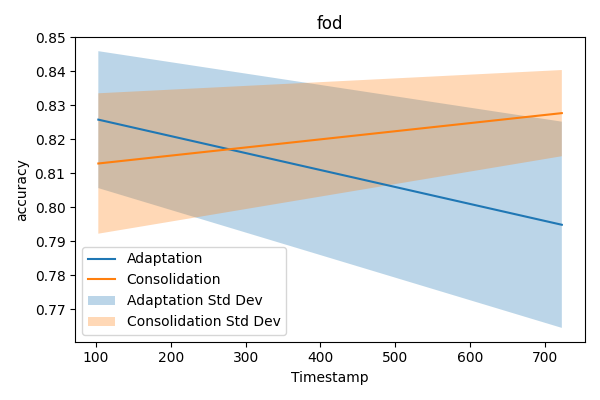 fod
accuracy
0.85
0.84
0.83
0.82
0.81
0.80
0.79
0.78
0.77
Adaptation
Consolidation
Adaptation Std Dev
Consolidation Std Dev
100 200 300 400 500 600 700
Timestamp